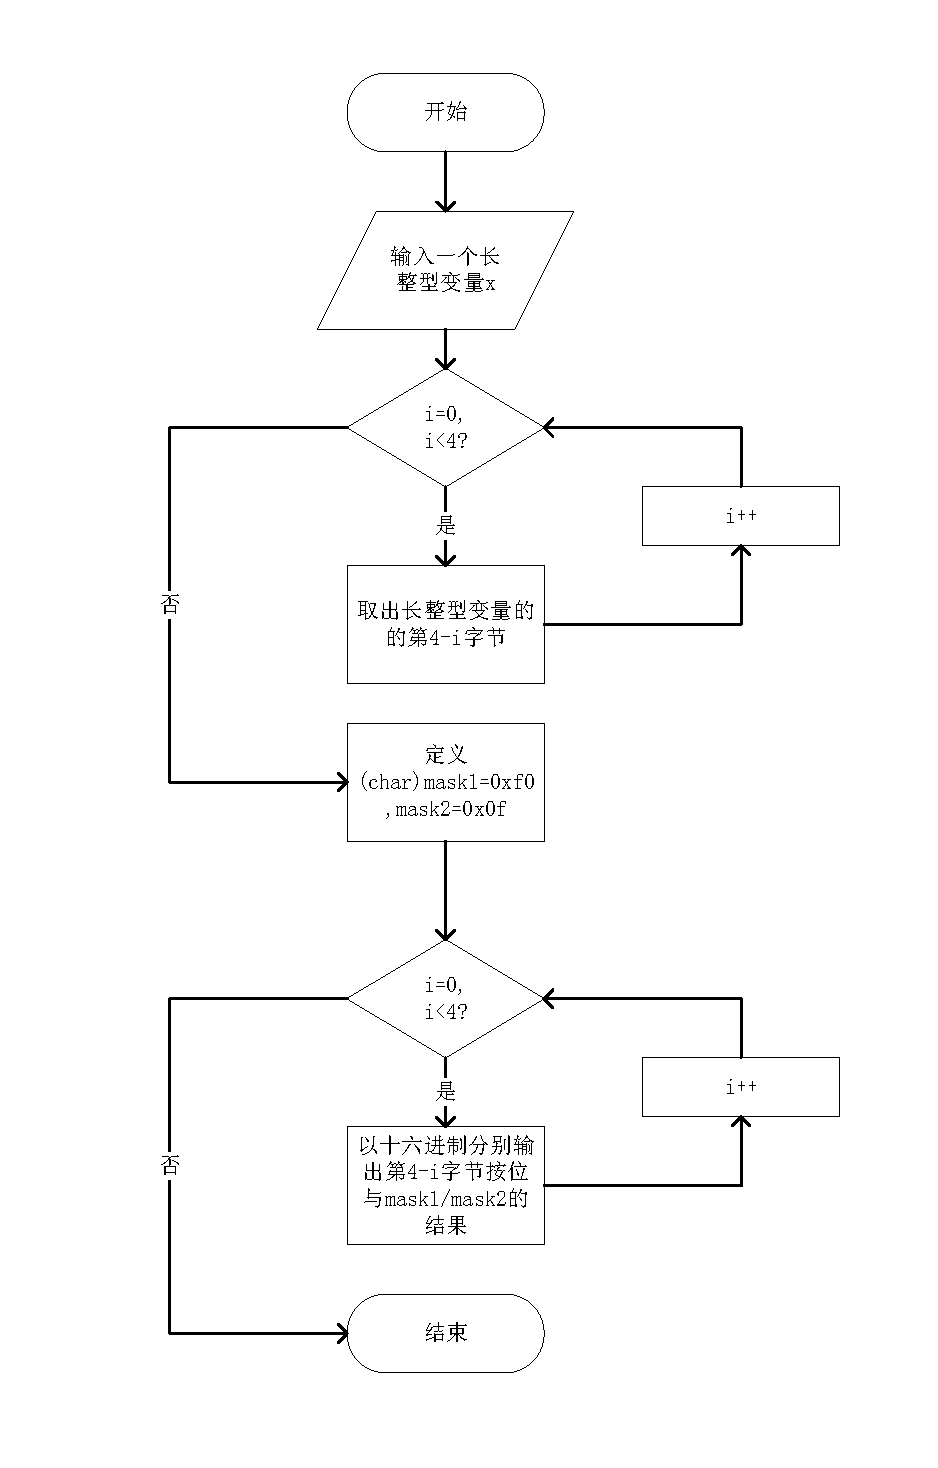 开始
输入一个长
整型变量x
i=0,
i<4?
i++
是
否
取出长整型变量的
的第4-i字节
定义
(char)mask1=0xf0
,mask2=0x0f
i=0,
i<4?
i++
是
否
以十六进制分别输
出第4-i字节按位
与mask1/mask2的
结果
结束